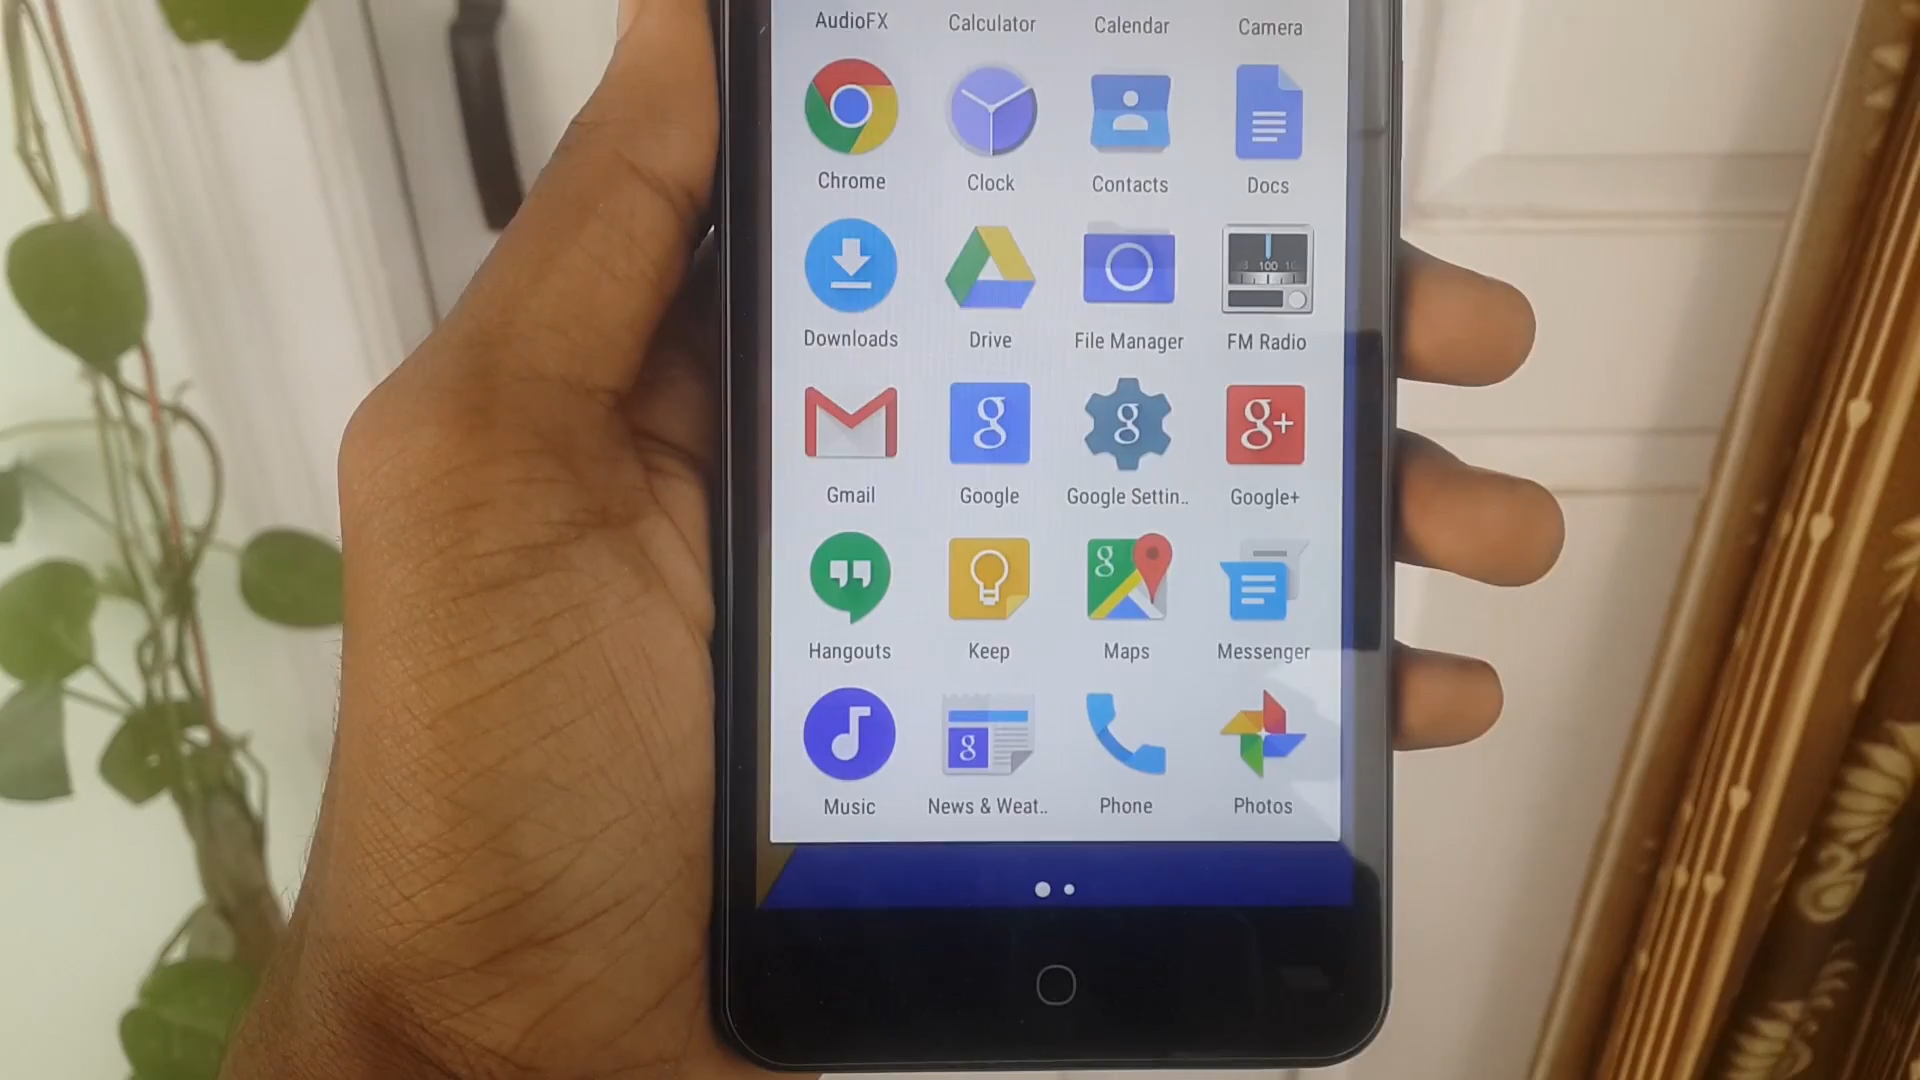 AudioFX Calculator Calendar Camera
Chrome Clock Contacts Docs
100
Downloads Drive File Manager FM Radio
g g g+
Gmail Google Google Settin.. Google+
g
Hangouts Keep Maps Messenger
g
Music News & Weat.. Phone Photos